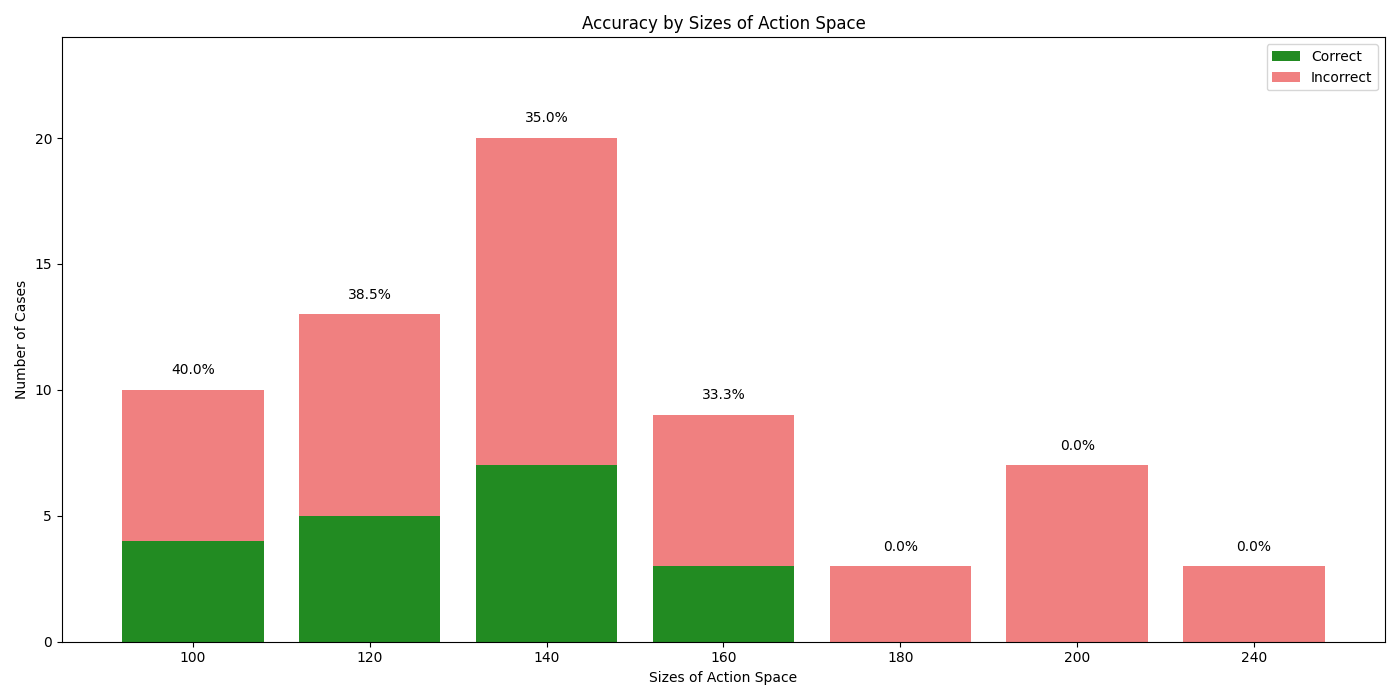 Accuracy by Sizes of Action Space
Correct
Incorrect
Number of Cases
20
15
10
5
0
40.0%
38.5%
35.0%
33.3%
0.0%
0.0%
0.0%
100 120 140 160 180 200 240
Sizes of Action Space